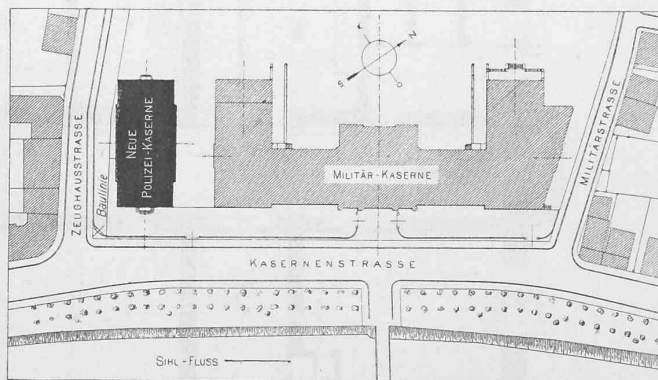 N
S
O
ZEUGHAUSSTRASSE
Baulinie
NEUE
POLIZEI-KASERNE
MILITÄR-KASERNE
MILITÄRSTRASSE
KASERNENSTRASSE
SIHL-FLUSS